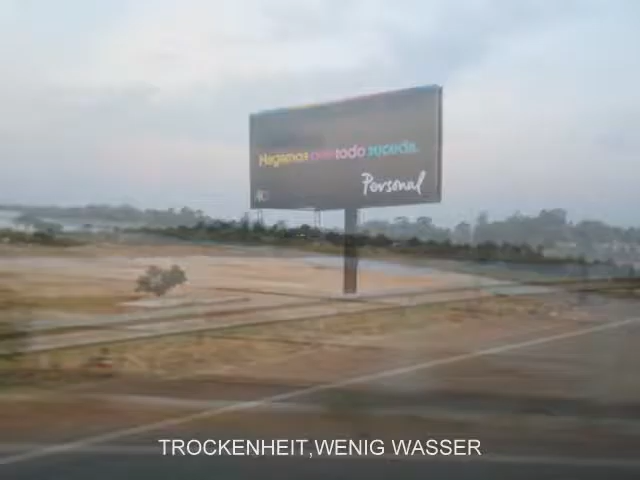 Hagamos que todo suceda.
Personal
TROCKENHEIT,WENIG WASSER